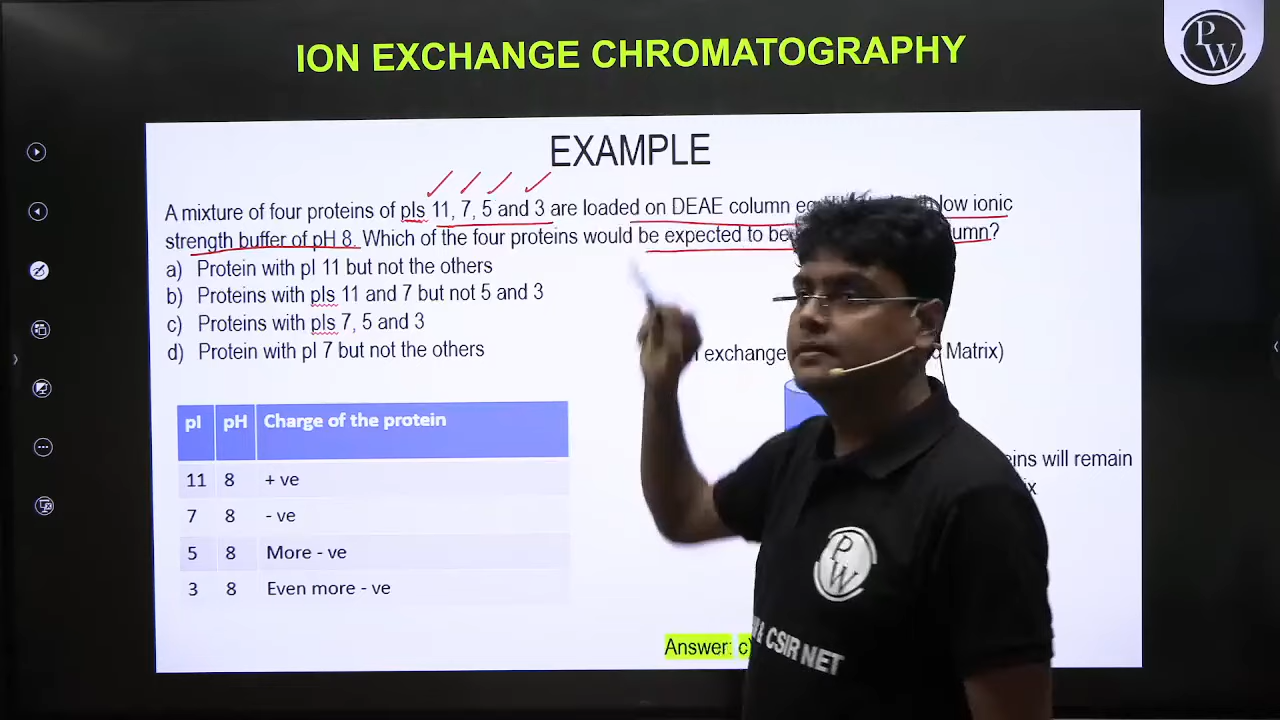 ION EXCHANGE CHROMATOGRAPHY
PW
EXAMPLE
A mixture of four proteins of pIs 11, 7, 5 and 3 are loaded on DEAE column low ionic
strength buffer of pH 8. Which of the four proteins would be expected to be
a) Protein with pI 11 but not the others
b) Proteins with pIs 11 and 7 but not 5 and 3
c) Proteins with pIs 7, 5 and 3
d) Protein with pI 7 but not the others
exchange Matrix)
pI pH Charge of the protein
11 8 + ve
7 8 - ve
5 8 More - ve
3 8 Even more - ve
will remain
Answer: c)
PW
& CSIR NET